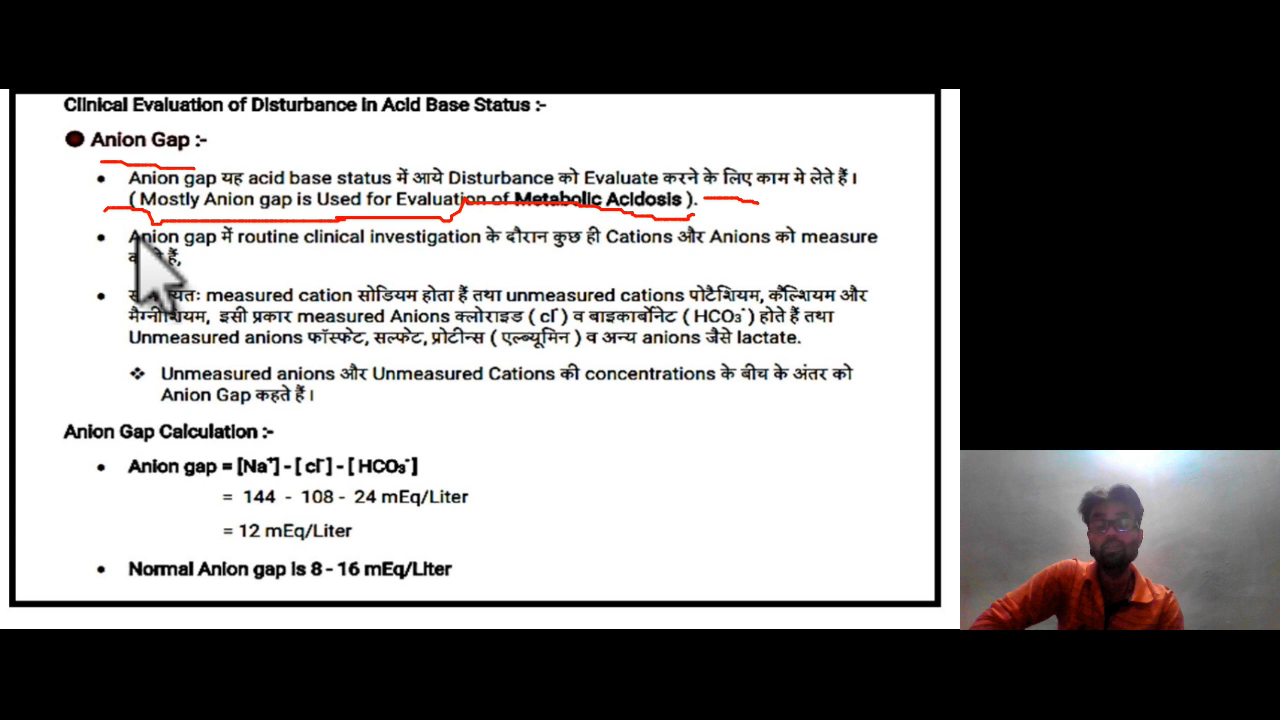 Clinical Evaluation of Disturbance in Acid Base Status :-
● Anion Gap :-
• Anion gap यह acid base status में आये Disturbance को Evaluate करने के लिए काम मे लेते हैं।
( Mostly Anion gap is Used for Evaluation of Metabolic Acidosis ).
• Anion gap में routine clinical investigation के दौरान कुछ ही Cations और Anions को measure
हैं,
• measured cation सोडियम होता हैं तथा unmeasured cations पोटैशियम, कैल्शियम और
मैग्नीशियम, इसी प्रकार measured Anions क्लोराइड ( cl⁻ ) व बाइकार्बोनेट ( HCO₃⁻ ) होते हैं तथा
Unmeasured anions फॉस्फेट, सल्फेट, प्रोटीन्स ( एल्ब्यूमिन ) व अन्य anions जैसे lactate.
❖ Unmeasured anions और Unmeasured Cations की concentrations के बीच के अंतर को
Anion Gap कहते हैं।
Anion Gap Calculation :-
• Anion gap = [Na⁺] - [ cl⁻ ] - [ HCO₃⁻ ]
= 144 - 108 - 24 mEq/Liter
= 12 mEq/Liter
• Normal Anion gap is 8 - 16 mEq/Liter